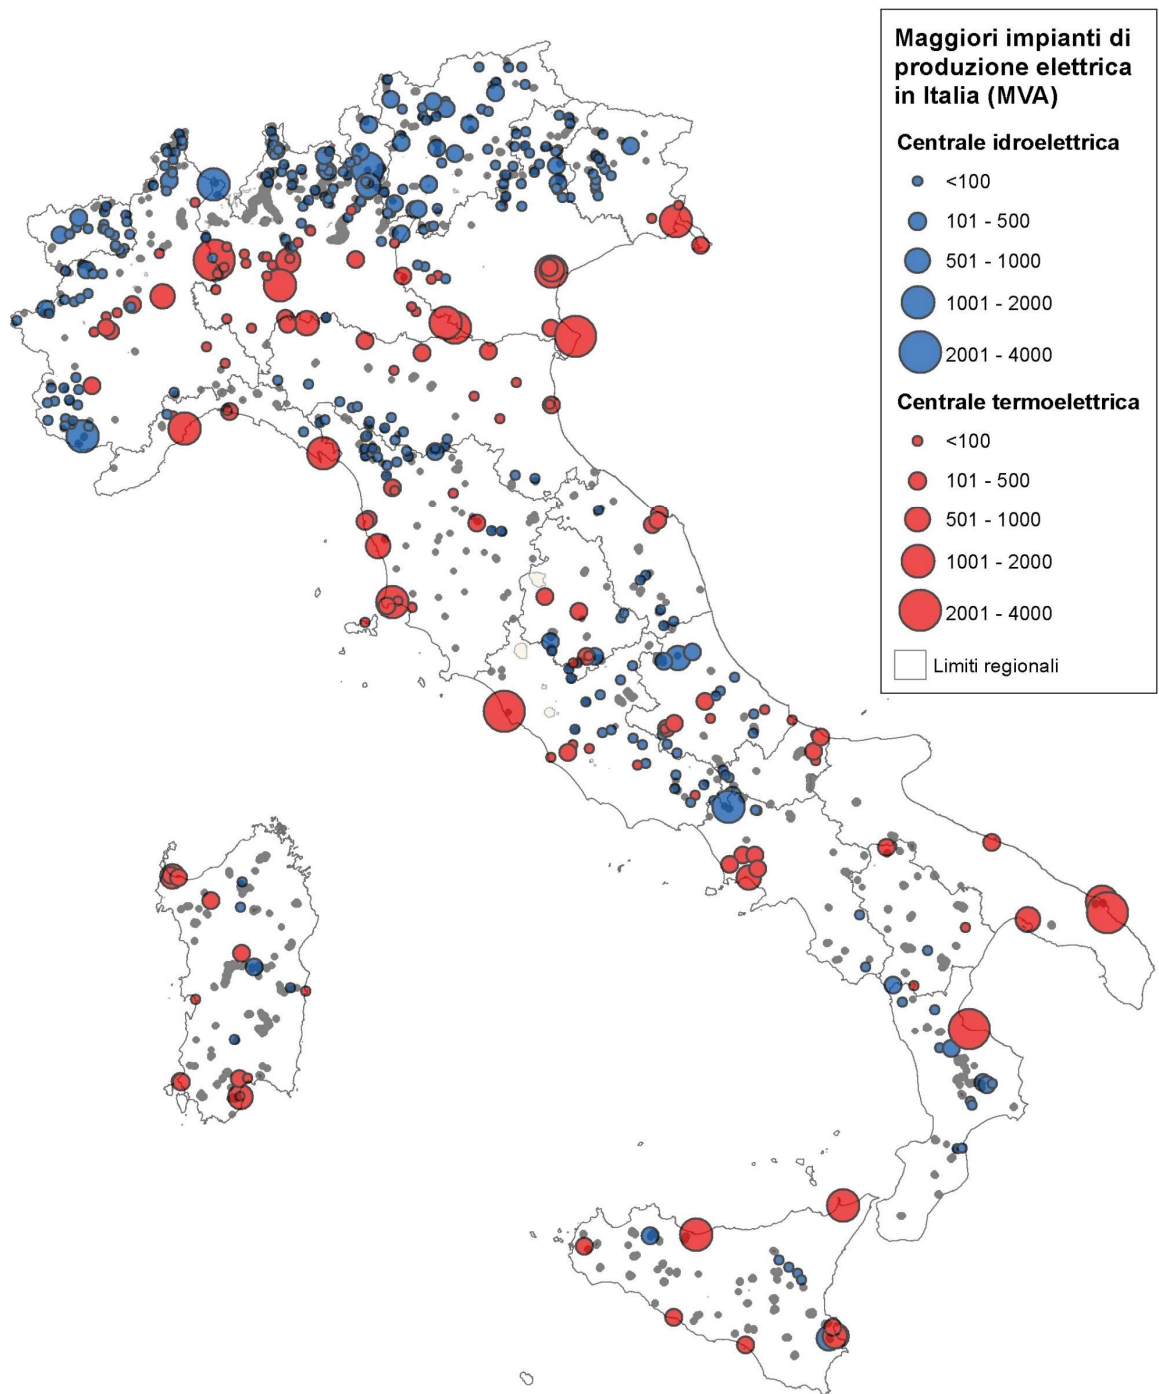 Maggiori impianti di
produzione elettrica
in Italia (MVA)
Centrale idroelettrica
<100
101 - 500
501 - 1000
1001 - 2000
2001 - 4000
Centrale termoelettrica
<100
101 - 500
501 - 1000
1001 - 2000
2001 - 4000
Limiti regionali